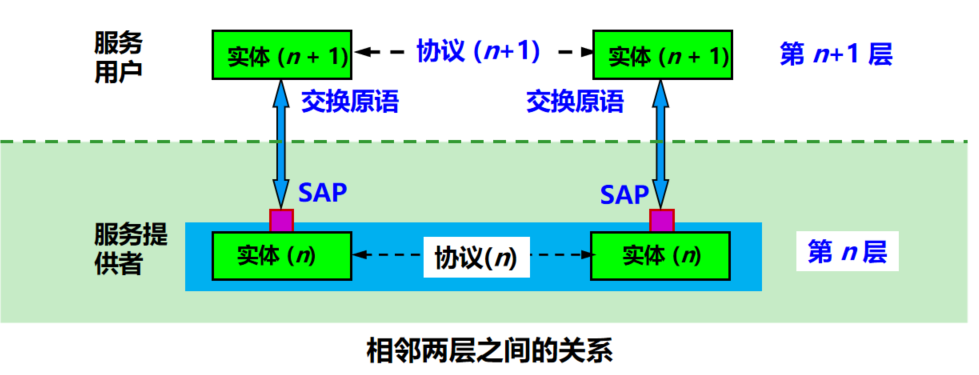 服务
用户
实体 (n + 1)
协议 (n+1)
实体 (n + 1)
第 n+1 层
交换原语
交换原语
SAP
SAP
服务提
供者
实体 (n)
协议(n)
实体 (n)
第 n 层
相邻两层之间的关系